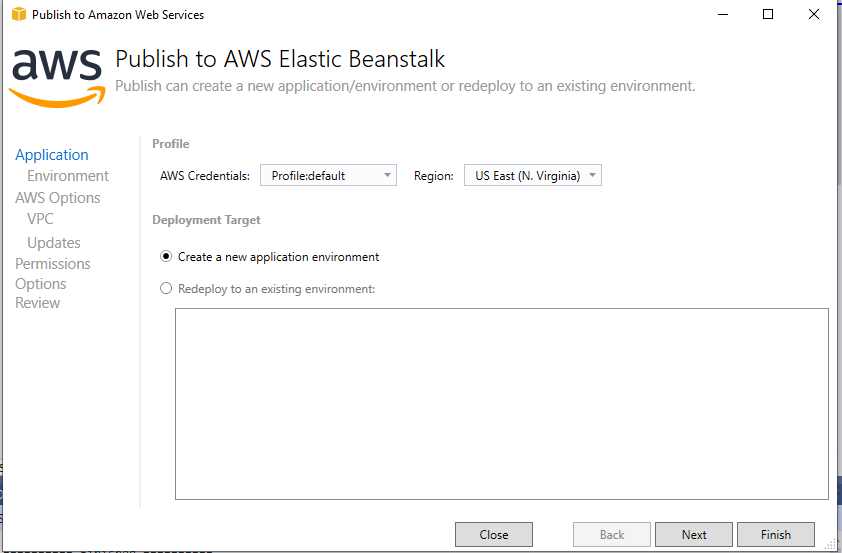 Publish to Amazon Web Services
aws
Publish to AWS Elastic Beanstalk
Publish can create a new application/environment or redeploy to an existing environment.
Application
Environment
AWS Options
VPC
Updates
Permissions
Options
Review
Profile
AWS Credentials: Profile:default Region: US East (N. Virginia)
Deployment Target
Create a new application environment
Redeploy to an existing environment:
Close Back Next Finish